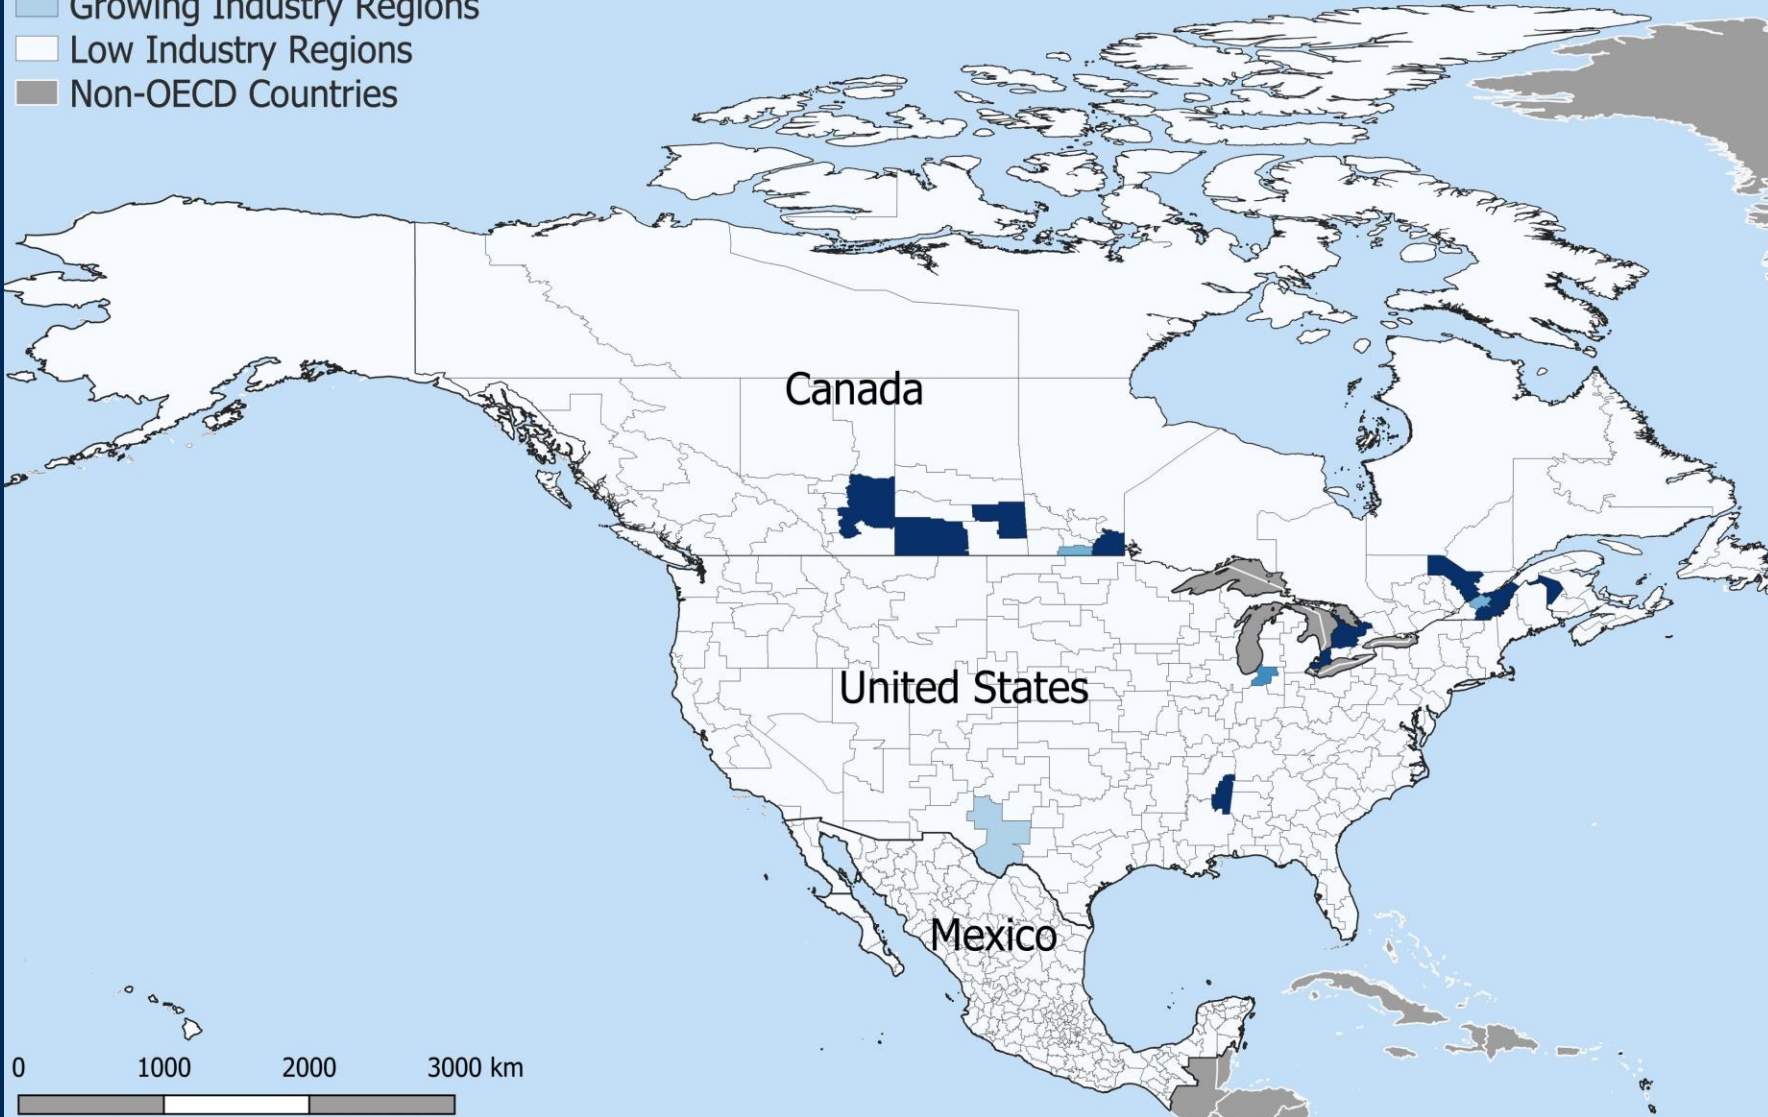 Growing Industry Regions
Low Industry Regions
Non-OECD Countries
Canada
United States
Mexico
0 1000 2000 3000 km